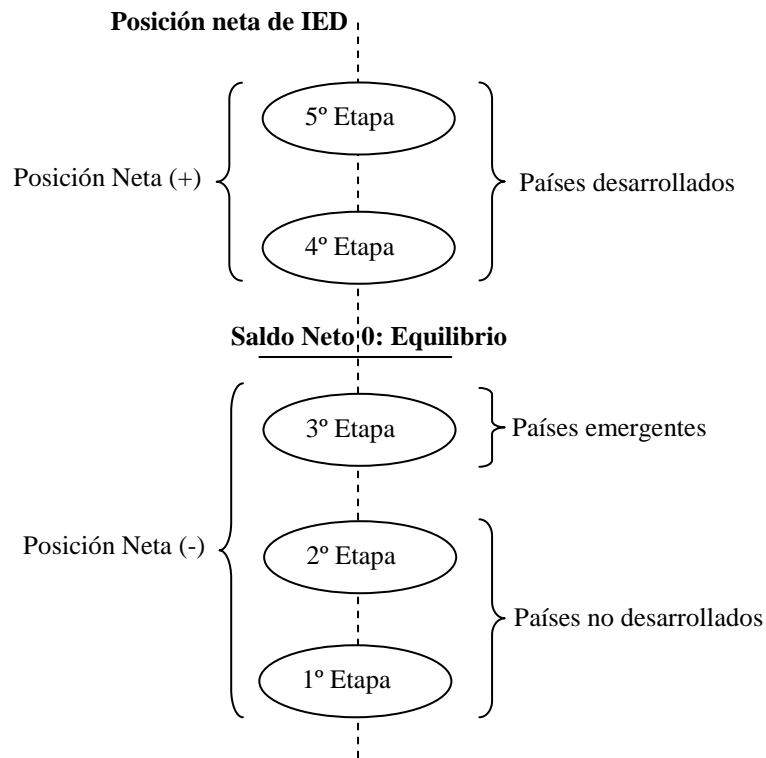 Posición neta de IED
5º Etapa
Posición Neta (+)
Países desarrollados
4º Etapa
Saldo Neto 0: Equilibrio
3º Etapa
Países emergentes
Posición Neta (-)
2º Etapa
Países no desarrollados
1º Etapa